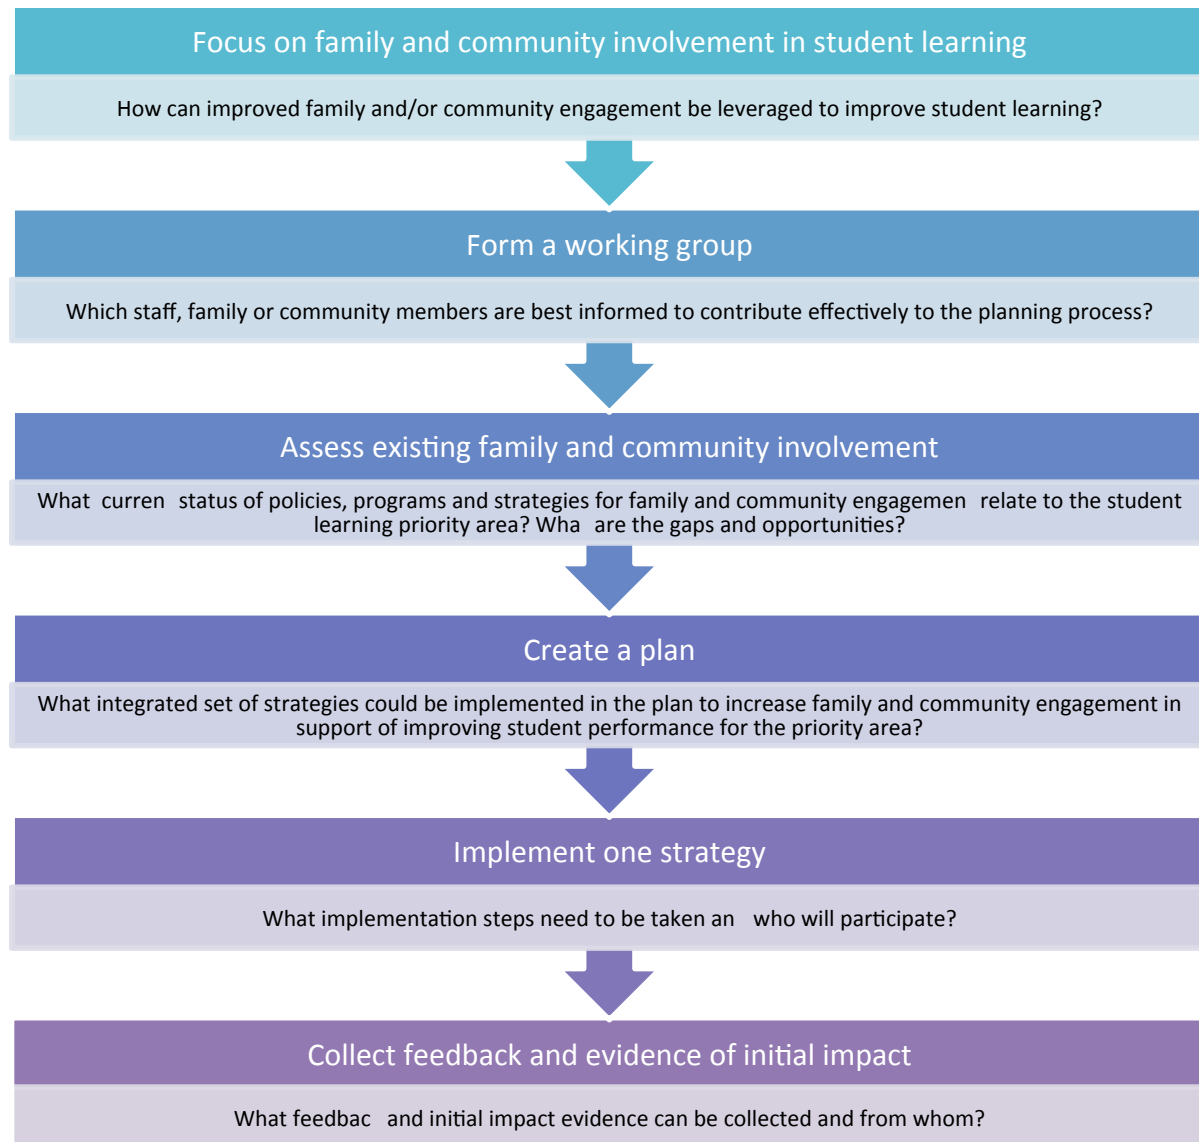 Focus on family and community involvement in student learning
How can improved family and/or community engagement be leveraged to improve student learning?
Form a working group
Which staff, family or community members are best informed to contribute effectively to the planning process?
Assess existing family and community involvement
What curren status of policies, programs and strategies for family and community engagemen relate to the student
learning priority area? Wha are the gaps and opportunities?
Create a plan
What integrated set of strategies could be implemented in the plan to increase family and community engagement in
support of improving student performance for the priority area?
Implement one strategy
What implementation steps need to be taken an who will participate?
Collect feedback and evidence of initial impact
What feedbac and initial impact evidence can be collected and from whom?